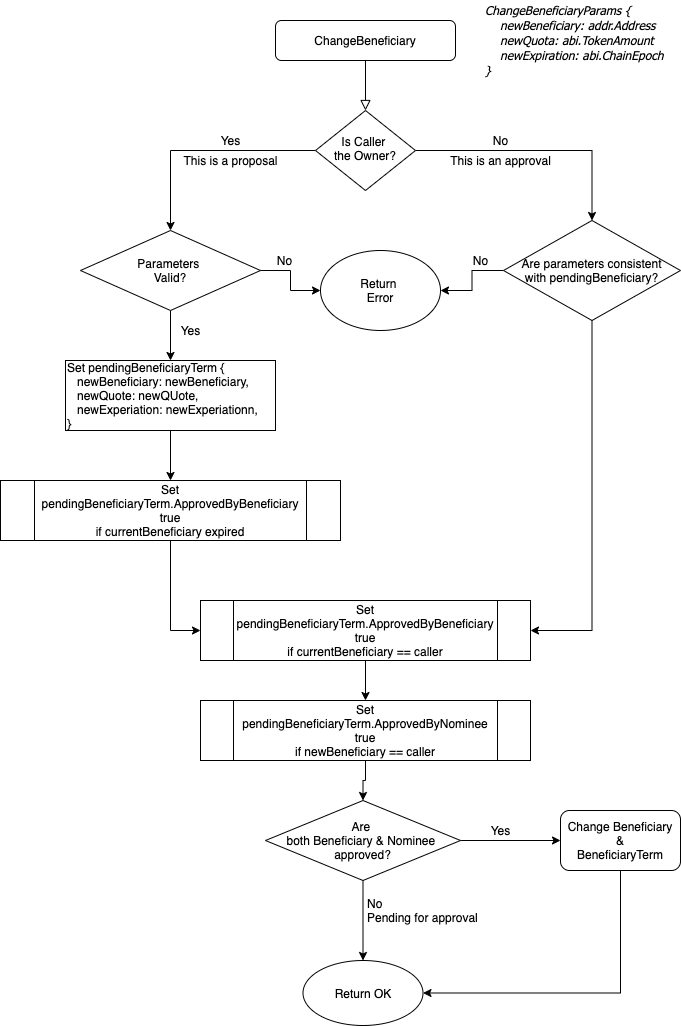 ChangeBeneficiaryParams {
newBeneficiary: addr.Address
newQuota: abi.TokenAmount
newExpiration: abi.ChainEpoch
}
ChangeBeneficiary
Is Caller
the Owner?
Yes
This is a proposal
No
This is an approval
Parameters
Valid?
No
Return
Error
No
Are parameters consistent
with pendingBeneficiary?
Yes
Set pendingBeneficiaryTerm {
newBeneficiary: newBeneficiary,
newQuote: newQUote,
newExperiation: newExperiationn,
}
Set
pendingBeneficiaryTerm.ApprovedByBeneficiary
true
if currentBeneficiary expired
Set
pendingBeneficiaryTerm.ApprovedByBeneficiary
true
if currentBeneficiary == caller
Set
pendingBeneficiaryTerm.ApprovedByNominee
true
if newBeneficiary == caller
Are
both Beneficiary & Nominee
approved?
Yes
Change Beneficiary
&
BeneficiaryTerm
No
Pending for approval
Return OK